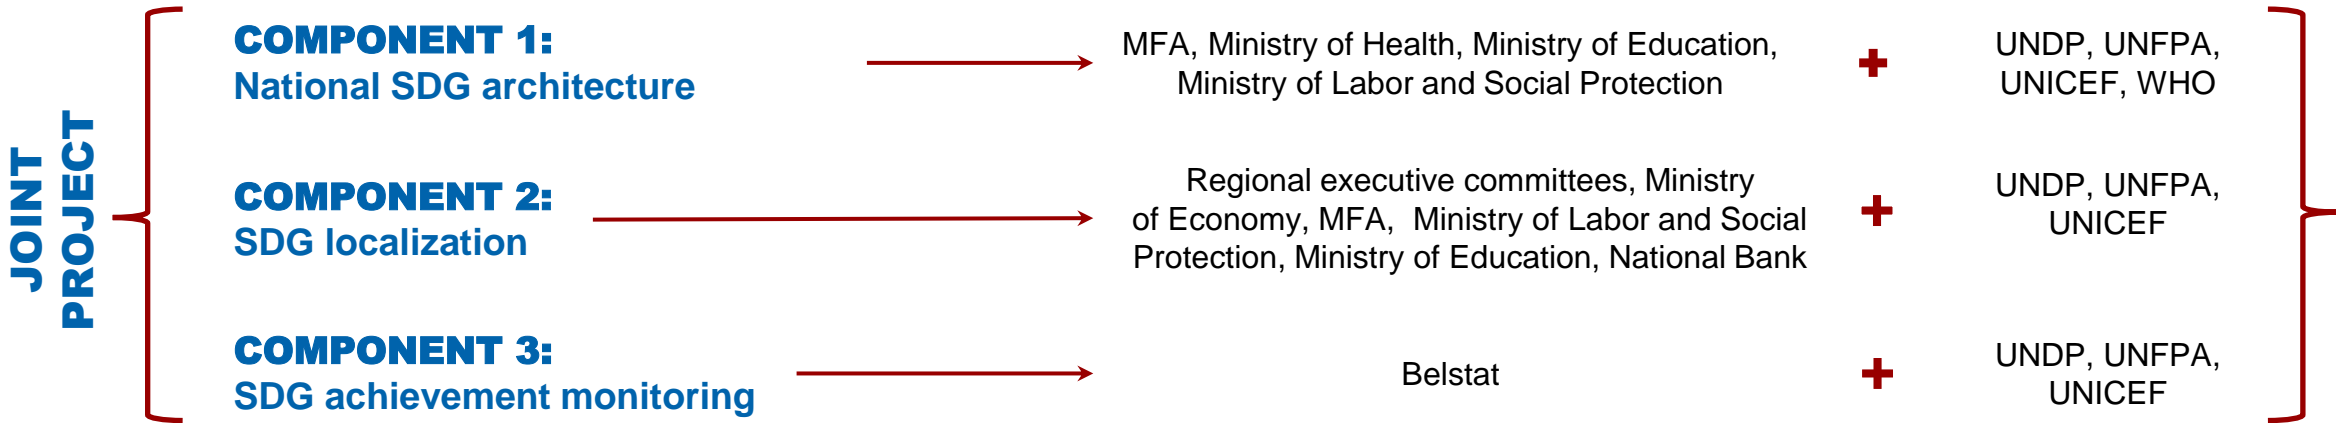 JOINT
PROJECT
COMPONENT 1:
National SDG architecture
MFA, Ministry of Health, Ministry of Education,
Ministry of Labor and Social Protection
+
UNDP, UNFPA,
UNICEF, WHO
COMPONENT 2:
SDG localization
Regional executive committees, Ministry
of Economy, MFA, Ministry of Labor and Social
Protection, Ministry of Education, National Bank
+
UNDP, UNFPA,
UNICEF
COMPONENT 3:
SDG achievement monitoring
Belstat
+
UNDP, UNFPA,
UNICEF